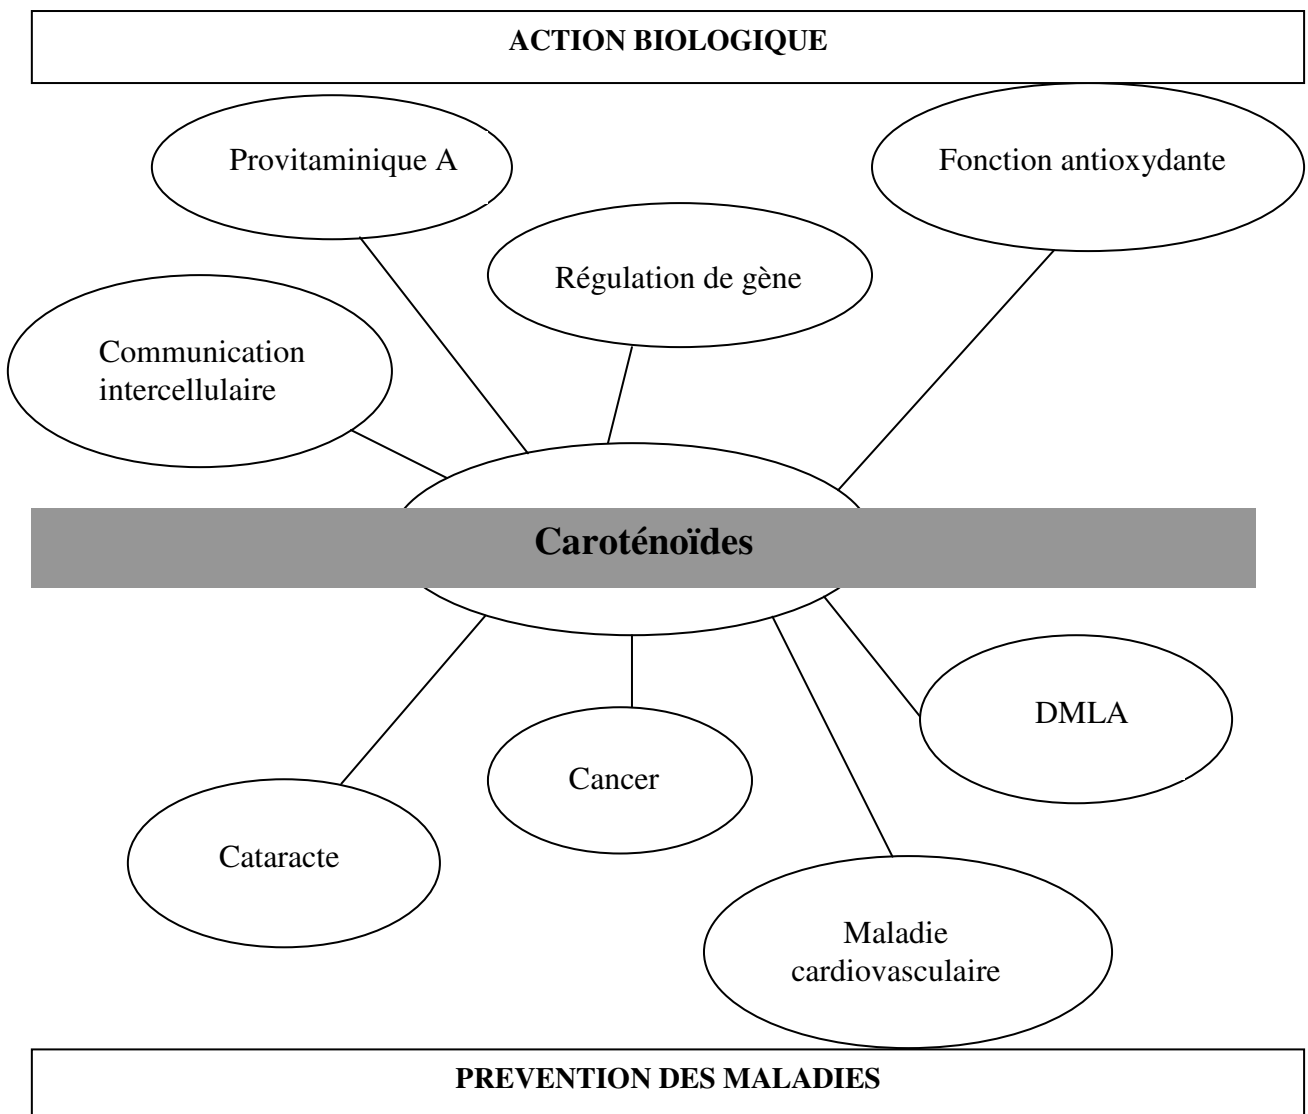 ACTION BIOLOGIQUE
Provitaminique A
Fonction antioxydante
Régulation de gène
Communication
intercellulaire
Caroténoïdes
DMLA
Cancer
Cataracte
Maladie
cardiovasculaire
PREVENTION DES MALADIES